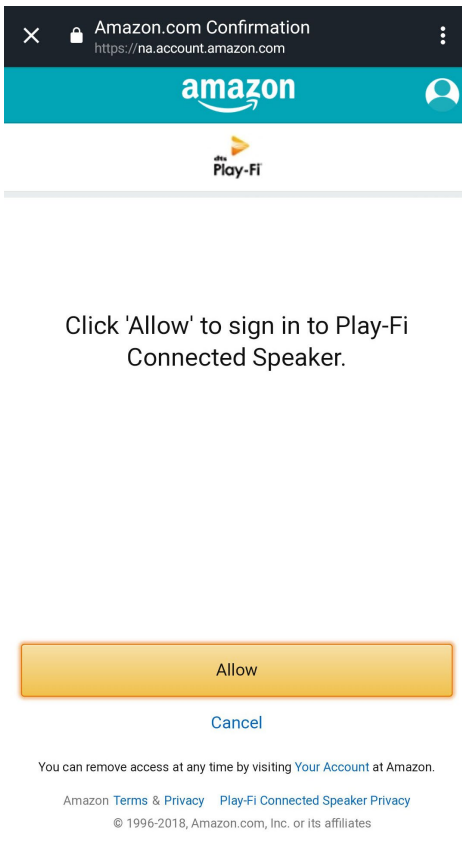 Amazon.com Confirmation
https://na.account.amazon.com
amazon
dts
Play-Fi
Click 'Allow' to sign in to Play-Fi
Connected Speaker.
Allow
Cancel
You can remove access at any time by visiting Your Account at Amazon.
Amazon Terms & Privacy Play-Fi Connected Speaker Privacy
© 1996-2018, Amazon.com, Inc. or its affiliates